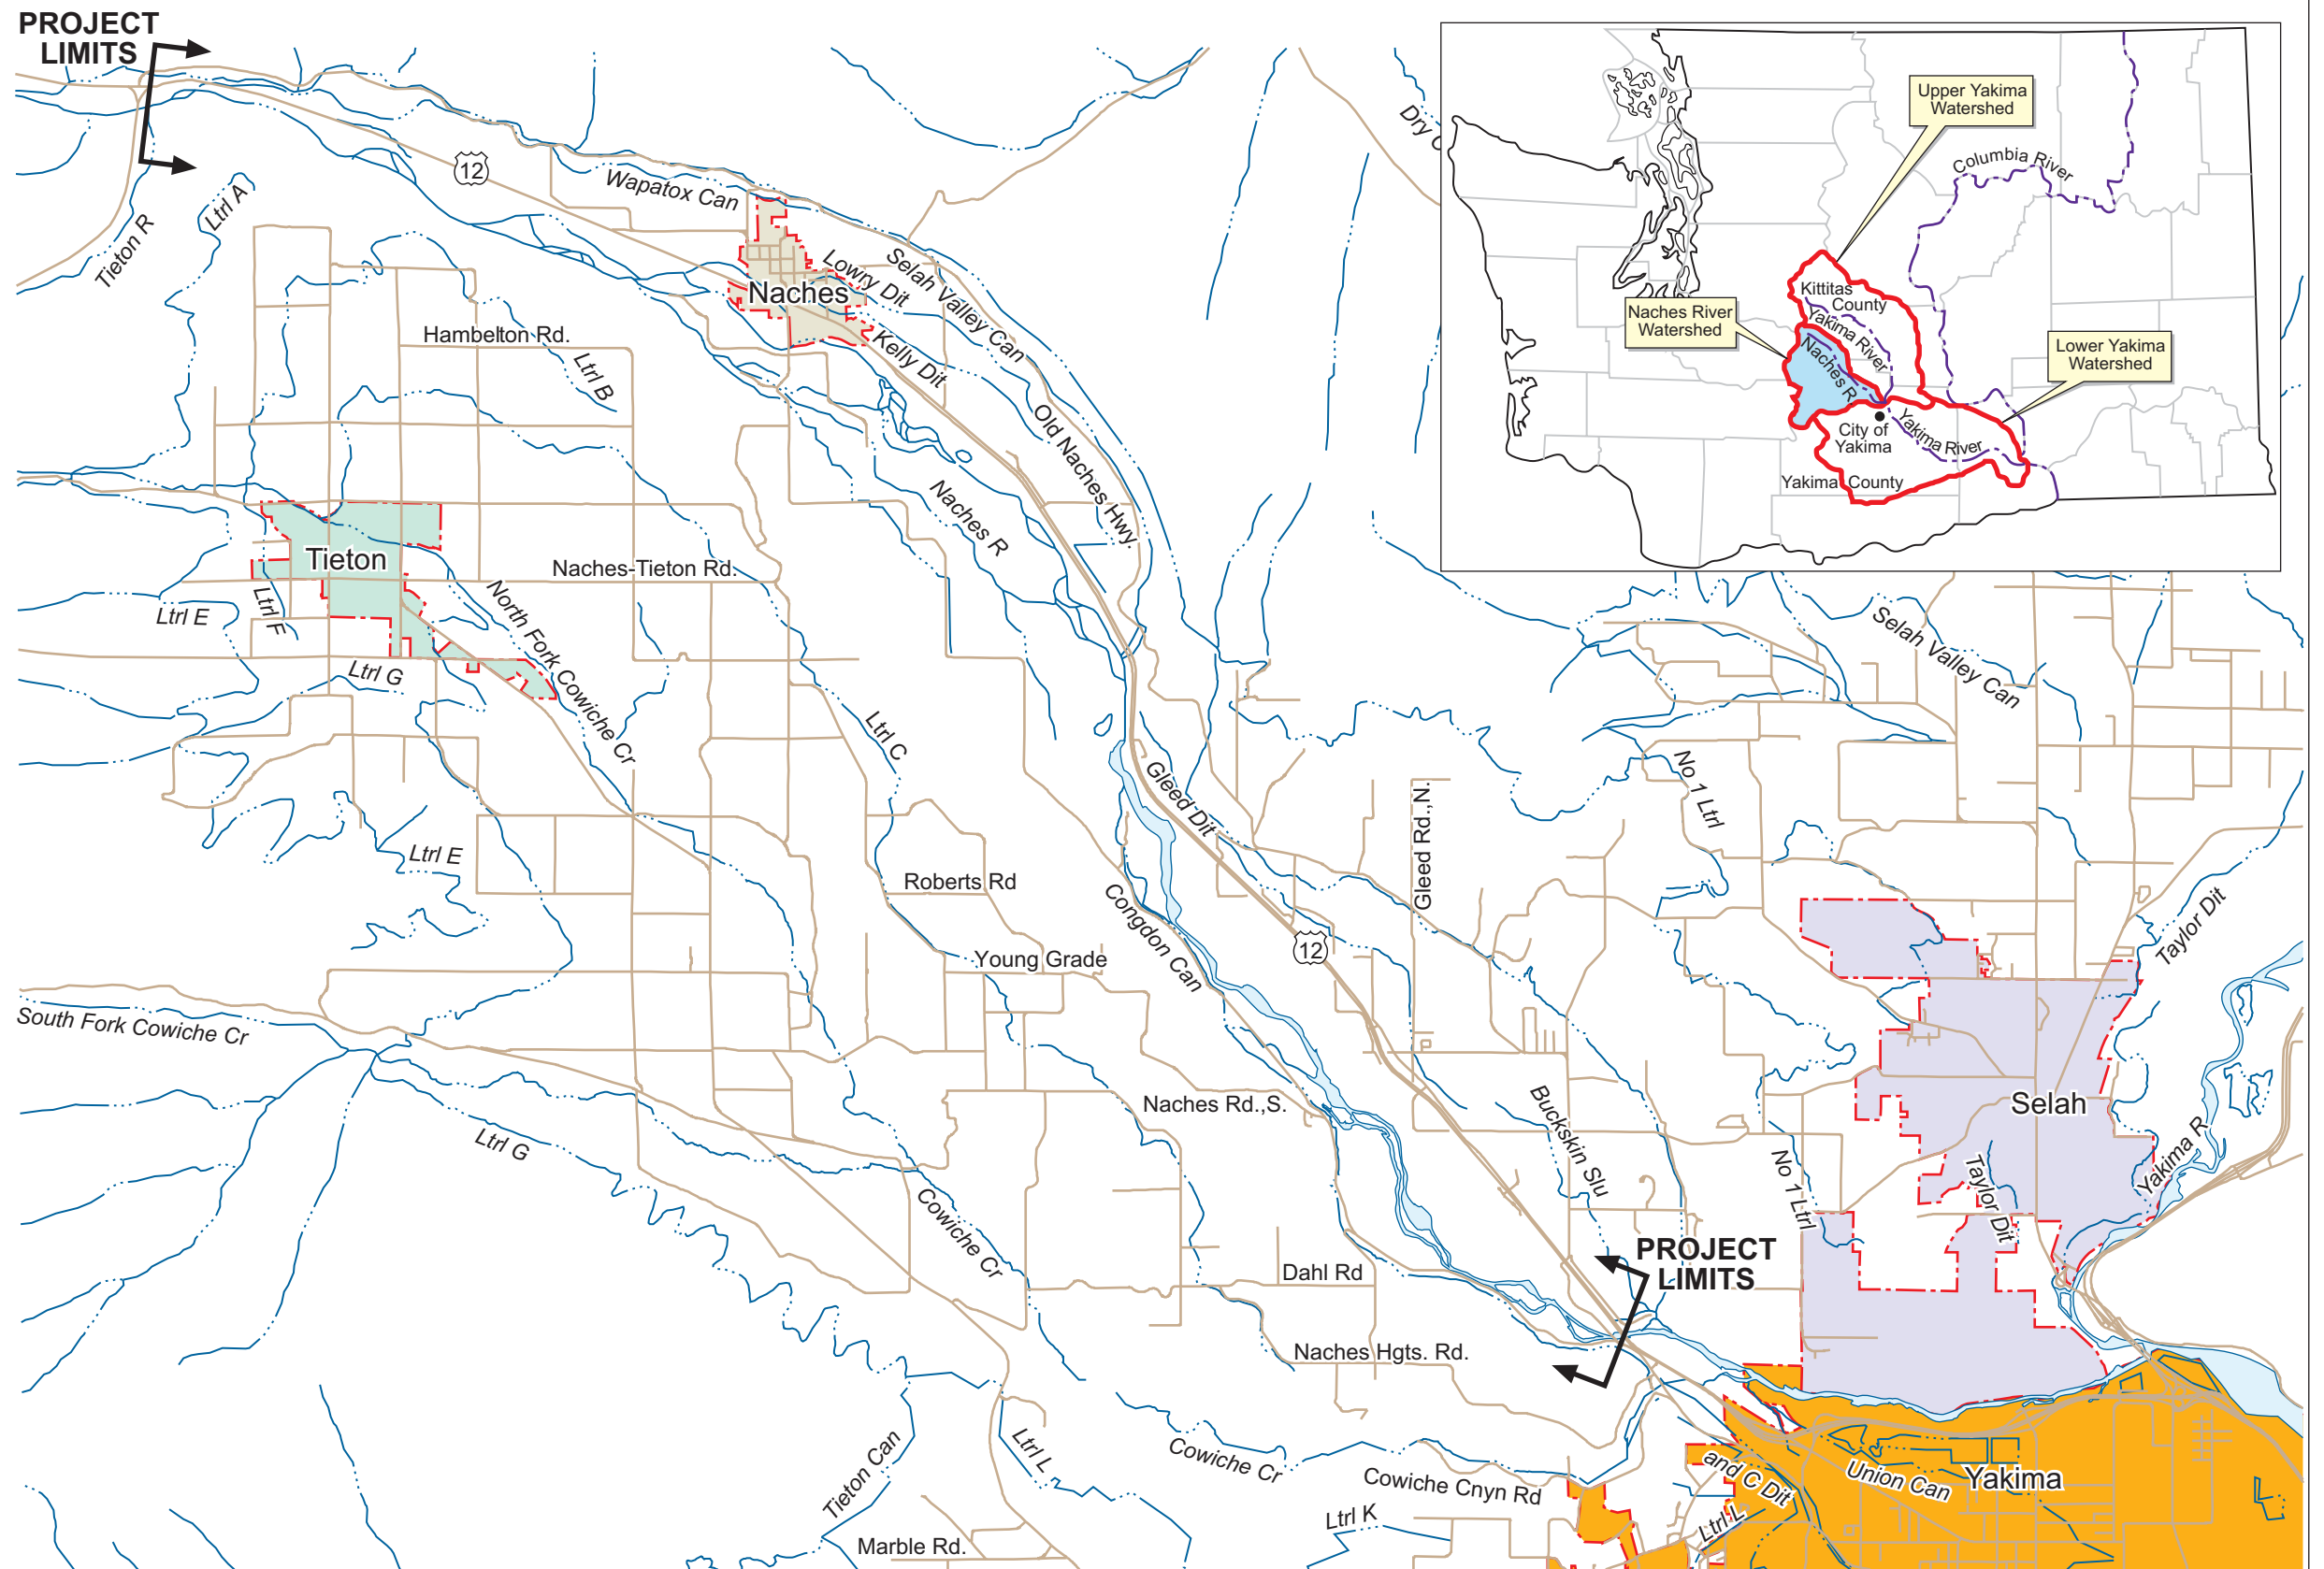 PROJECT
LIMITS
12
Wapatox Can
Dry
Tieton R
Ltrl A
Naches
Lowry Dit
Selah Valley Can
Kelly Dit
Hambelton Rd.
Ltrl B
Old Naches Hwy.
Naches R
Tieton
Naches-Tieton Rd.
Ltrl E
Ltrl F
North Fork Cowiche Cr
Ltrl G
Ltrl C
Gleed Dit
Gleed Rd.,N.
No 1 Ltrl
Selah Valley Can
Ltrl E
Roberts Rd
Congdon Can
12
Young Grade
Taylor Dit
South Fork Cowiche Cr
Naches Rd.,S.
Buckskin Slu
Selah
Ltrl G
Cowiche Cr
No 1 Ltrl
Taylor Dit
Yakima R
PROJECT
LIMITS
Dahl Rd
Naches Hgts. Rd.
Tieton Can
Ltrl L
Cowiche Cr
Cowiche Cnyn Rd
Ltrl K
Marble Rd.
and C Dit
Union Can
Yakima
Ltrl L
Upper Yakima
Watershed
Columbia River
Kittitas
County
Yakima River
Naches River
Watershed
Naches R
Lower Yakima
Watershed
City of
Yakima
Yakima River
Yakima County